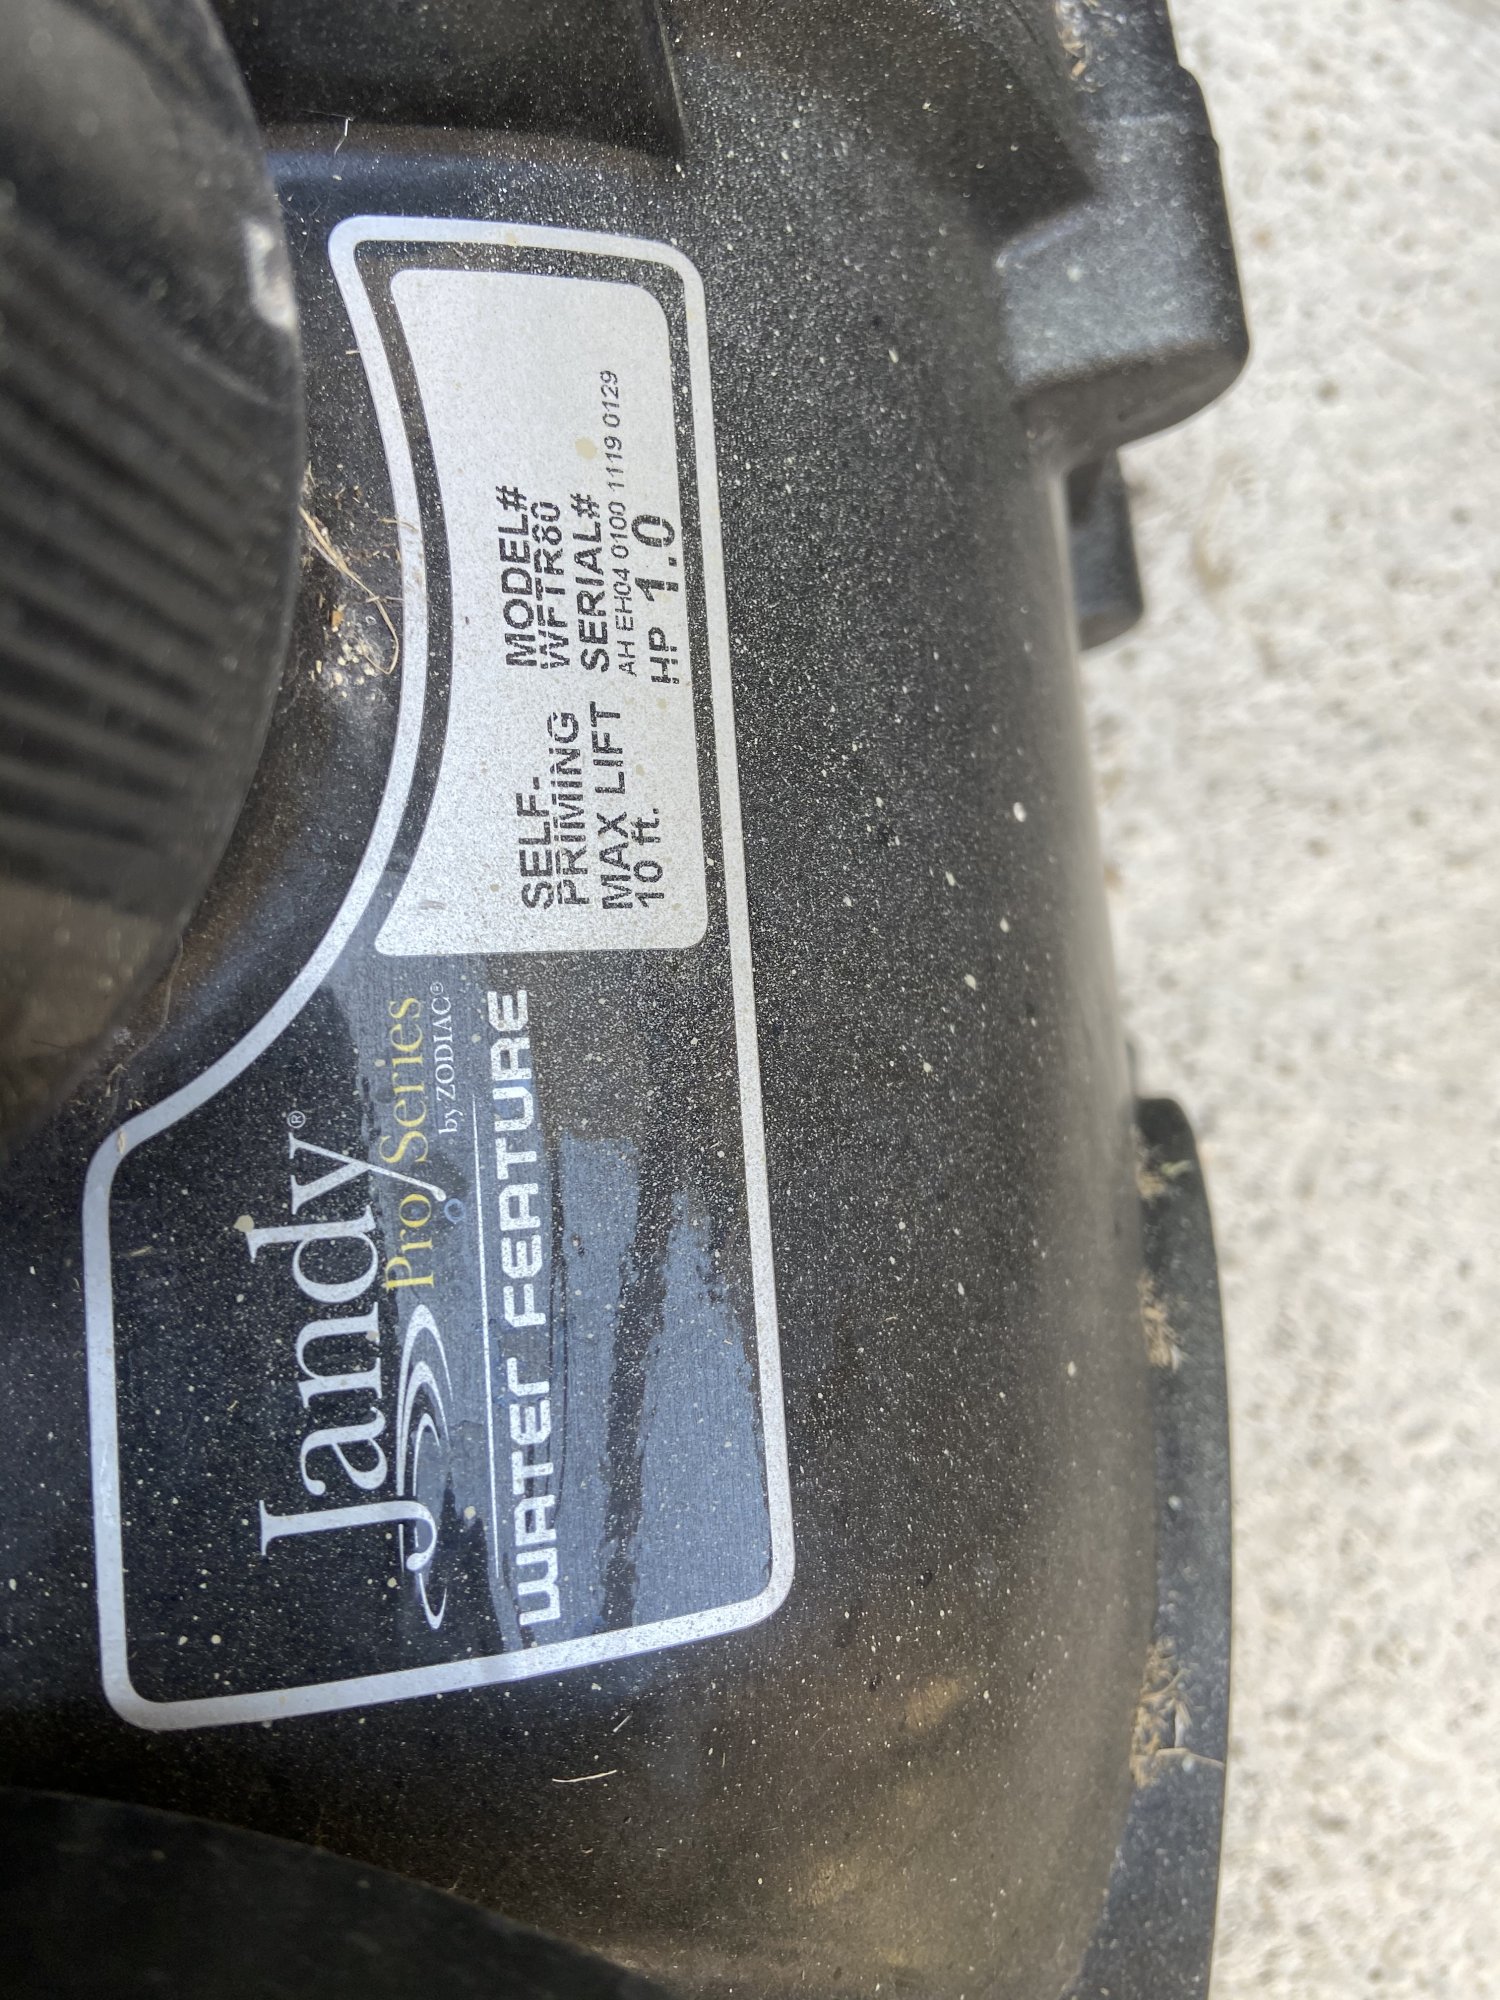 Jandy®
Pro Series
by ZODIAC®
WATER FEATURE
SELF-
PRIMING
MAX LIFT
10 ft.
MODEL#
WFTR60
SERIAL#
AH EH04 0100 1119 0129
HP 1.0